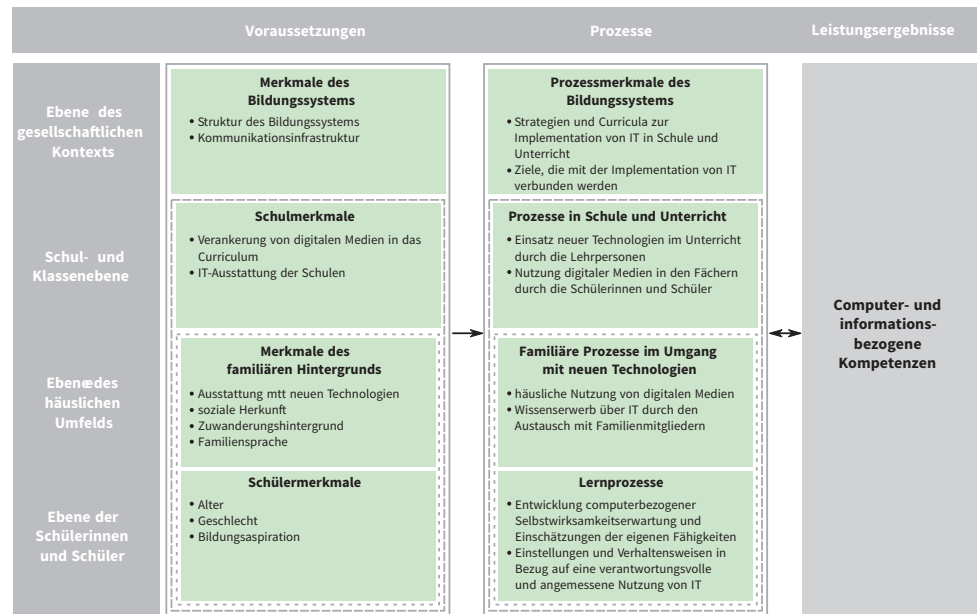 Voraussetzungen
Prozesse
Leistungsergebnisse
Ebene des
gesellschaftlichen
Kontexts
Merkmale des
Bildungssystems
• Struktur des Bildungssystems
• Kommunikationsinfrastruktur
Prozessmerkmale des
Bildungssystems
• Strategien und Curricula zur
Implementation von IT in Schule und
Unterricht
• Ziele, die mit der Implementation von IT
verbunden werden
Schul- und
Klassenebene
Schulmerkmale
• Verankerung von digitalen Medien in das
Curriculum
• IT-Ausstattung der Schulen
Prozesse in Schule und Unterricht
• Einsatz neuer Technologien im Unterricht
durch die Lehrpersonen
• Nutzung digitaler Medien in den Fächern
durch die Schülerinnen und Schüler
Ebenœdes
häuslichen
Umfelds
Merkmale des
familiären Hintergrunds
• Ausstattung mtt neuen Technologien
• soziale Herkunft
• Zuwanderungshintergrund
• Familiensprache
Familiäre Prozesse im Umgang
mit neuen Technologien
• häusliche Nutzung von digitalen Medien
• Wissenserwerb über IT durch den
Austausch mit Familienmitgliedern
Ebene der
Schülerinnen
und Schüler
Schülermerkmale
• Alter
• Geschlecht
• Bildungsaspiration
Lernprozesse
• Entwicklung computerbezogener
Selbstwirksamkeitserwartung und
Einschätzungen der eigenen Fähigkeiten
• Einstellungen und Verhaltensweisen in
Bezug auf eine verantwortungsvolle
und angemessene Nutzung von IT
Computer- und
informations-
bezogene
Kompetenzen